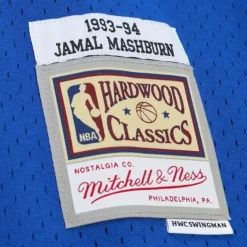 1993-94
JAMAL MASHBURN
HARDWOOD
NBA
CLASSICS
NOSTALGIA CO.
Mitchell & Ness
PHILADELPHIA, PA.
HWC SWINGMAN